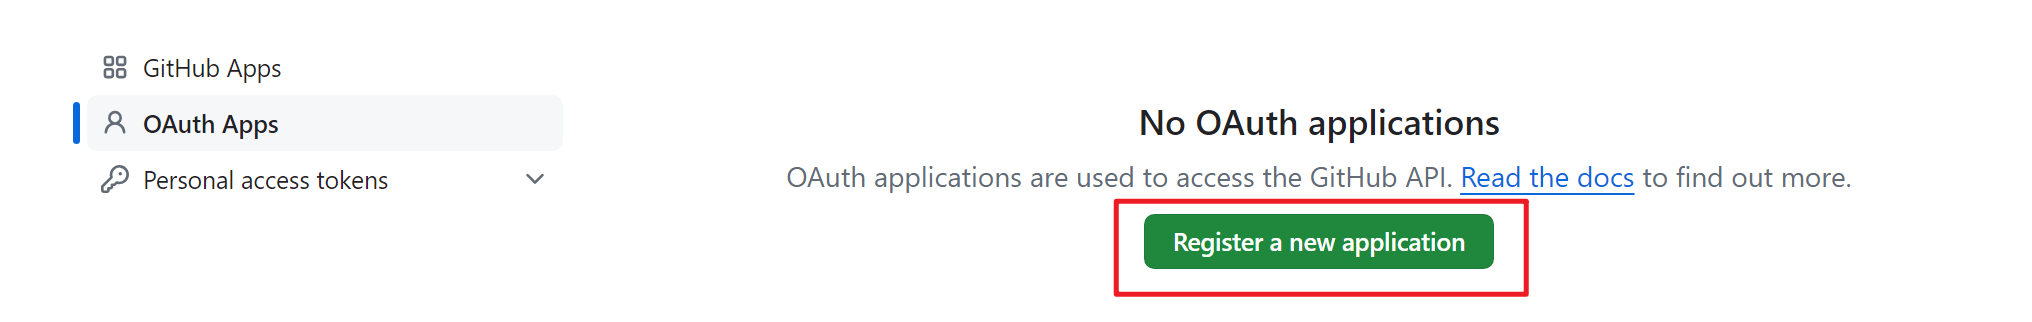 GitHub Apps
OAuth Apps
Personal access tokens
No OAuth applications
OAuth applications are used to access the GitHub API. Read the docs to find out more.
Register a new application